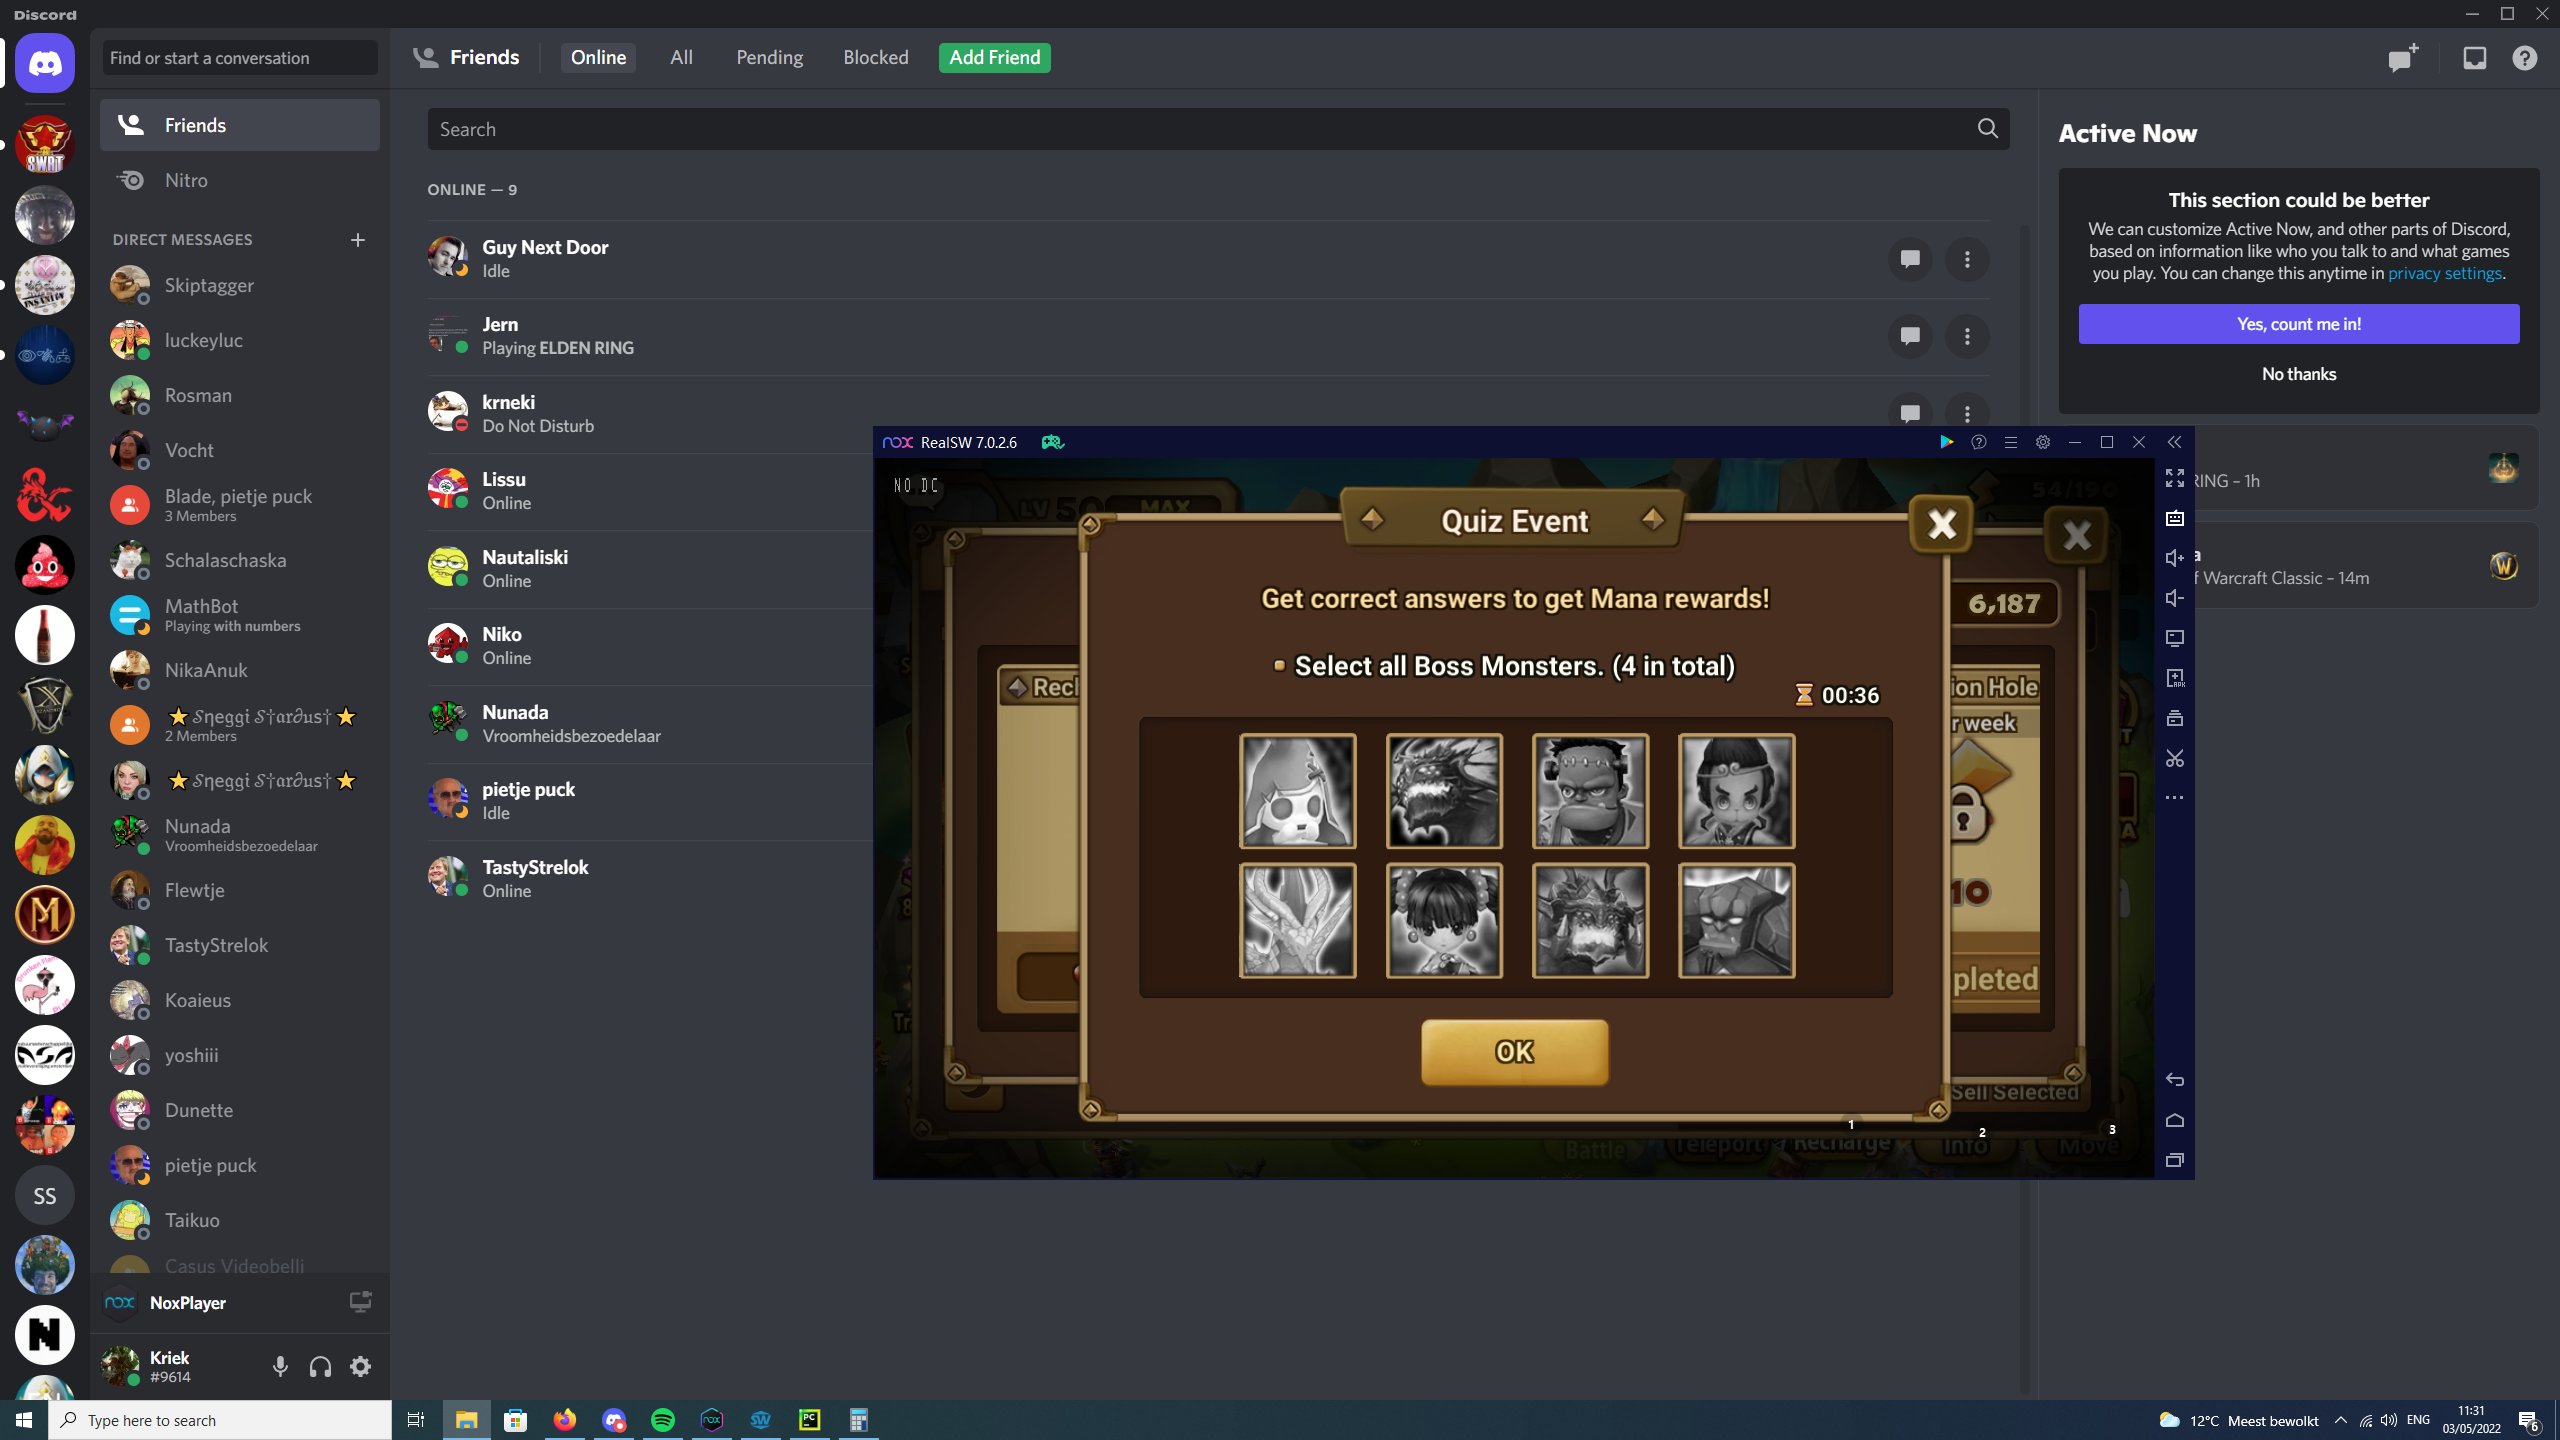 Discord
Find or start a conversation
Friends
Online
All
Pending
Blocked
Add Friend
Friends
Nitro
DIRECT MESSAGES
Skiptagger
luckeyluc
Rosman
Vocht
Blade, pietje puck
3 Members
Schalaschaska
MathBot
Playing with numbers
NikaAnuk
2 Members
Nunada
Vroomheidsbezoedelaar
Flewtje
TastyStrelok
Koaieus
yoshiii
Dunette
pietje puck
Taikuo
Casus Videobelli
NoxPlayer
Kriek
#9614
SWRT
SS
Search
ONLINE — 9
Guy Next Door
Idle
Jern
Playing ELDEN RING
krneki
Do Not Disturb
Lissu
Online
Nautaliski
Online
Niko
Online
Nunada
Vroomheidsbezoedelaar
pietje puck
Idle
TastyStrelok
Online
Active Now
This section could be better
We can customize Active Now, and other parts of Discord,
based on information like who you talk to and what games
you play. You can change this anytime in privacy settings.
Yes, count me in!
No thanks
RING – 1h
a
f Warcraft Classic – 14m
nox RealSW 7.0.2.6
NO DC
LV 50 MAX
54/190
Quiz Event
Get correct answers to get Mana rewards!
Select all Boss Monsters. (4 in total)
00:36
6,187
Recl
ion Hole
r week
10
pleted
OK
Sell Selected
1
2
3
Battle
Teleport
Recharge
Info
Move
Type here to search
12°C Meest bewolkt
ENG
11:31
03/05/2022
6